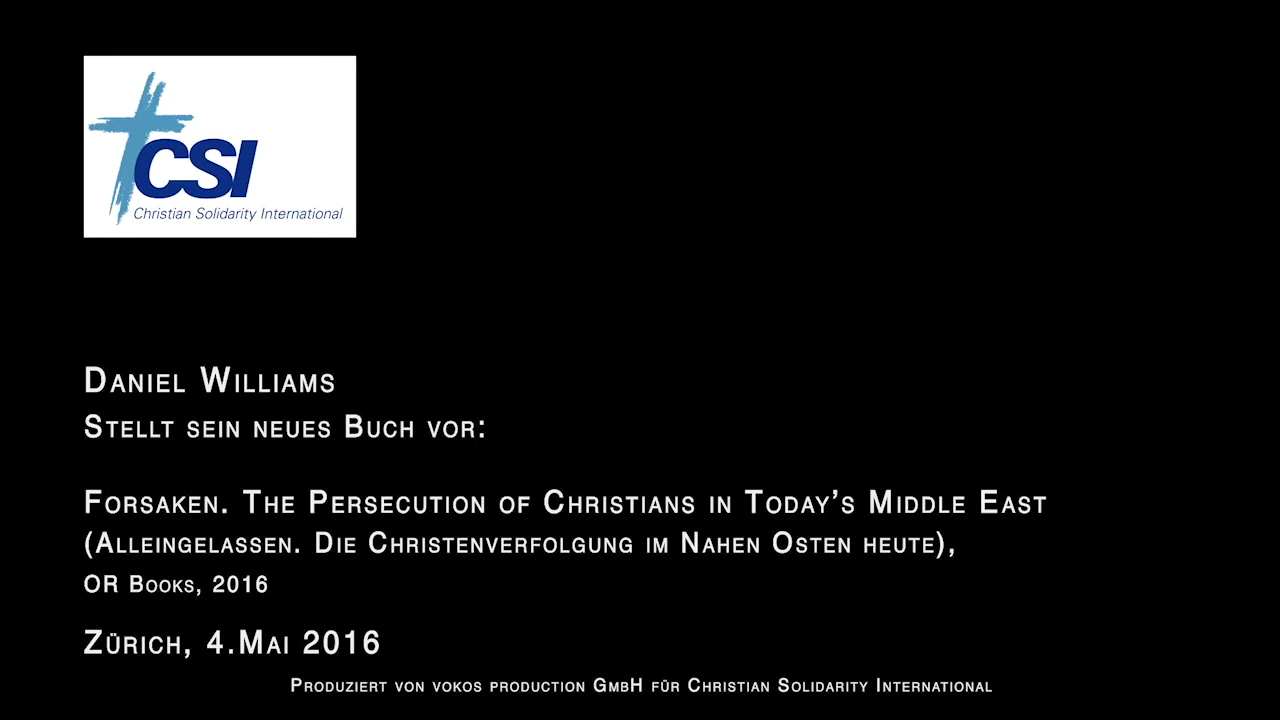 CSI
Christian Solidarity International
Daniel Williams
Stellt sein neues Buch vor:
Forsaken. The Persecution of Christians in Today's Middle East
(Alleingelassen. Die Christenverfolgung im Nahen Osten heute),
OR Books, 2016
Zürich, 4.Mai 2016
Produziert von vokos production GmbH für Christian Solidarity International